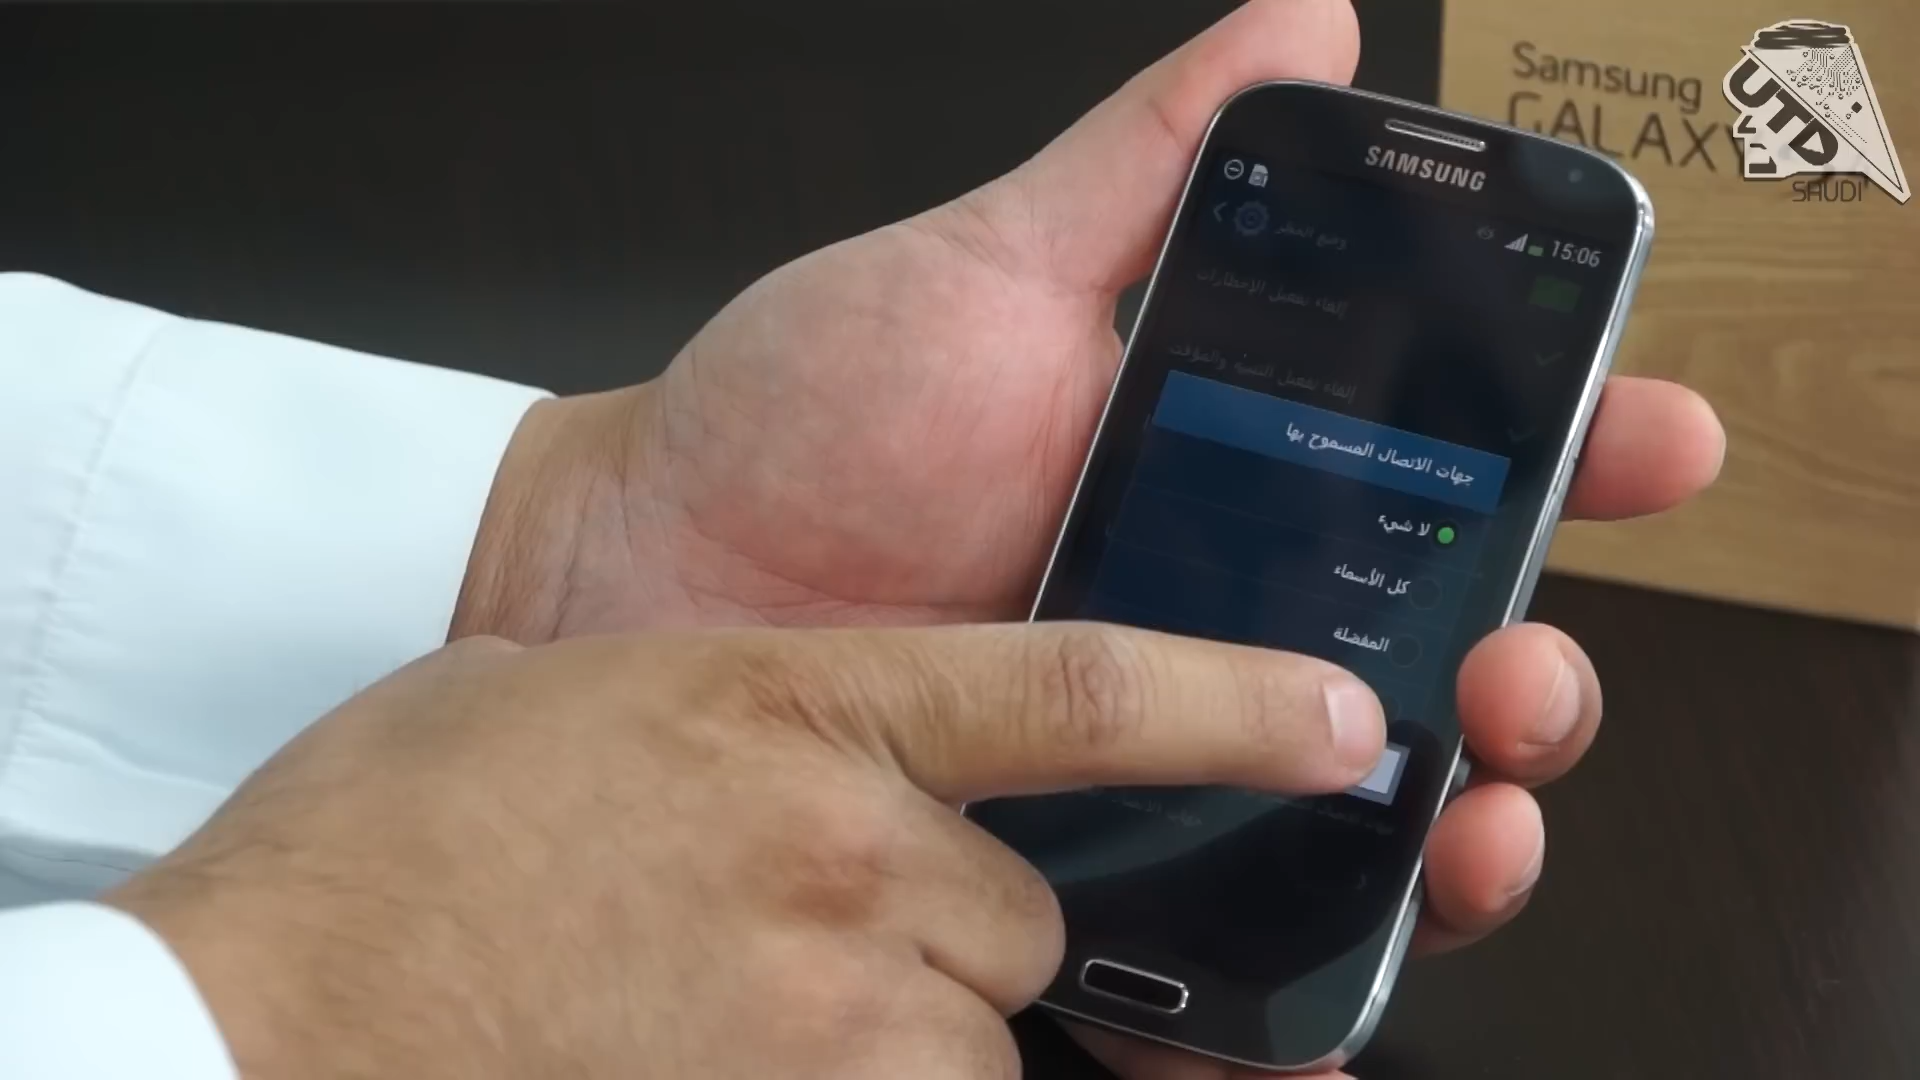 Samsung
GALAXY
UTD
SAUDI
SAMSUNG
15:06
وضع الحظر
إلغاء تفعيل الإخطارات
إلغاء تفعيل التنبيه والمؤقت
جهات الاتصال المسموح بها
لا شيء
كل الأسماء
المفضلة